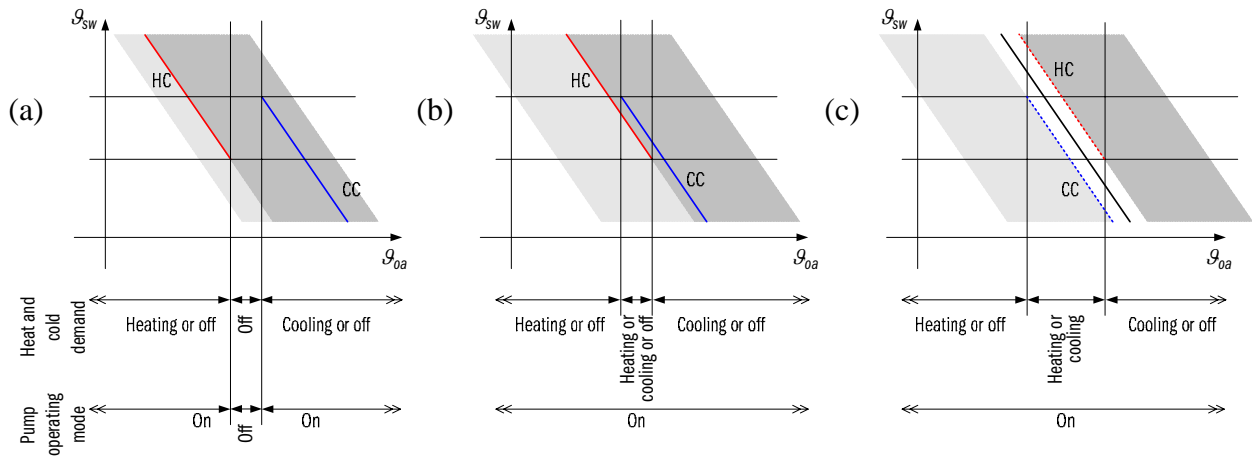 (a)
ϑsw
HC
CC
ϑoa
(b)
ϑsw
HC
CC
ϑoa
(c)
ϑsw
HC
CC
ϑoa
Heat and
cold
demand
Heating or off
Off
Cooling or off
Heating or off
Heating or
cooling or off
Cooling or off
Heating or off
Heating or
cooling
Cooling or off
Pump
operating
mode
On
Off
On
On
On